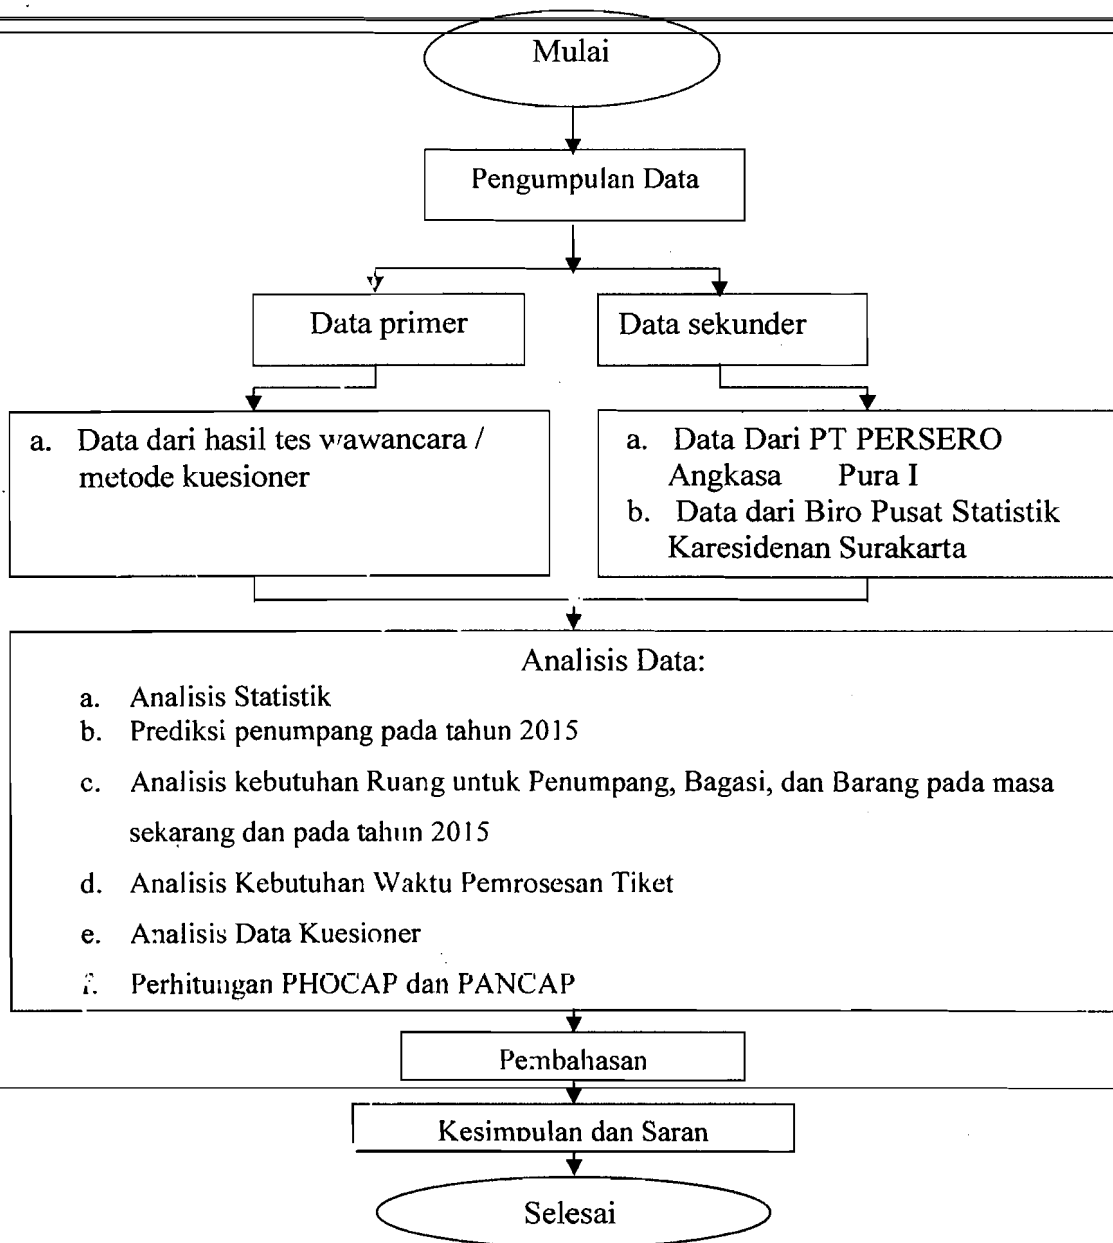 Mulai
Pengumpulan Data
Data primer
Data sekunder
a. Data dari hasil tes wawancara /
metode kuesioner
a. Data Dari PT PERSERO
Angkasa Pura I
b. Data dari Biro Pusat Statistik
Karesidenan Surakarta
Analisis Data:
a. Analisis Statistik
b. Prediksi penumpang pada tahun 2015
c. Analisis kebutuhan Ruang untuk Penumpang, Bagasi, dan Barang pada masa
sekarang dan pada tahun 2015
d. Analisis Kebutuhan Waktu Pemrosesan Tiket
e. Analisis Data Kuesioner
f. Perhitungan PHOCAP dan PANCAP
Pembahasan
Kesimpulan dan Saran
Selesai